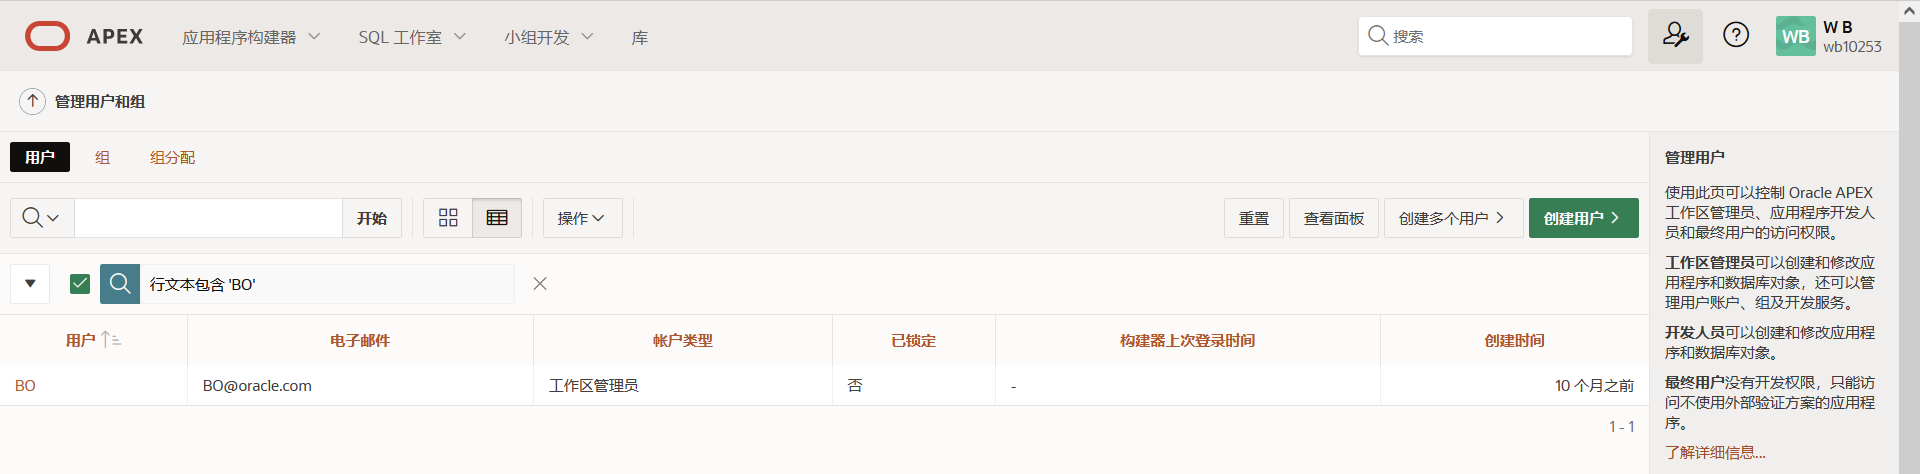 APEX 应用程序构建器 SQL 工作室 小组开发 库 搜索 WB W B
wb10253
管理用户和组
用户 组 组分配
开始 操作 重置 查看面板 创建多个用户 创建用户
行文本包含 'BO'
用户 电子邮件 帐户类型 已锁定 构建器上次登录时间 创建时间
BO BO@oracle.com 工作区管理员 否 - 10 个月之前
1 - 1
管理用户
使用此页可以控制 Oracle APEX
工作区管理员、应用程序开发人
员和最终用户的访问权限。
工作区管理员可以创建和修改应
用程序和数据库对象，还可以管
理用户账户、组及开发服务。
开发人员可以创建和修改应用程
序和数据库对象。
最终用户没有开发权限，只能访
问不使用外部验证方案的应用程
序。
了解详细信息...